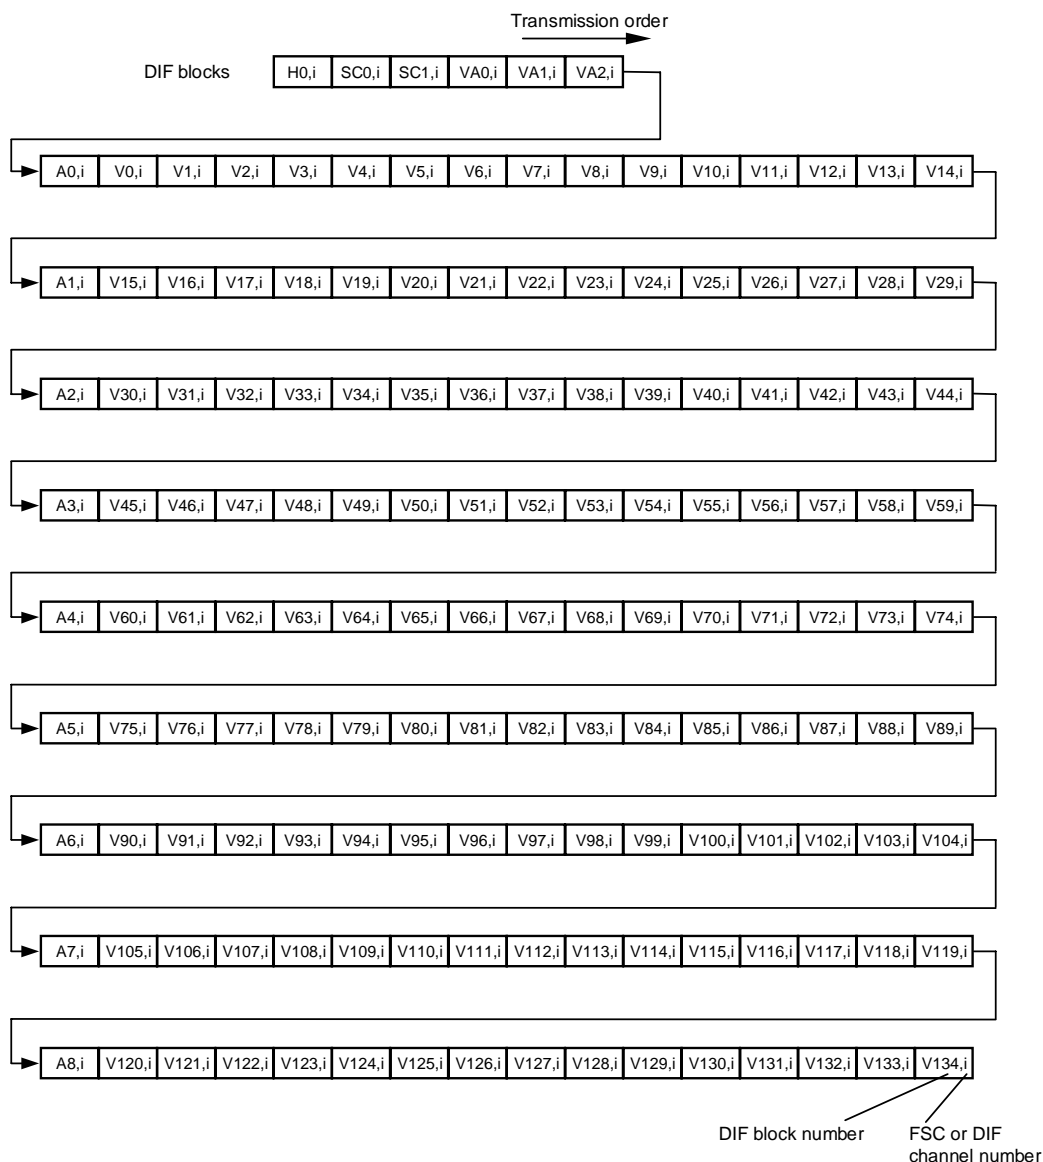 Transmission order
DIF blocks H0,i SC0,i SC1,i VA0,i VA1,i VA2,i
A0,i V0,i V1,i V2,i V3,i V4,i V5,i V6,i V7,i V8,i V9,i V10,i V11,i V12,i V13,i V14,i
A1,i V15,i V16,i V17,i V18,i V19,i V20,i V21,i V22,i V23,i V24,i V25,i V26,i V27,i V28,i V29,i
A2,i V30,i V31,i V32,i V33,i V34,i V35,i V36,i V37,i V38,i V39,i V40,i V41,i V42,i V43,i V44,i
A3,i V45,i V46,i V47,i V48,i V49,i V50,i V51,i V52,i V53,i V54,i V55,i V56,i V57,i V58,i V59,i
A4,i V60,i V61,i V62,i V63,i V64,i V65,i V66,i V67,i V68,i V69,i V70,i V71,i V72,i V73,i V74,i
A5,i V75,i V76,i V77,i V78,i V79,i V80,i V81,i V82,i V83,i V84,i V85,i V86,i V87,i V88,i V89,i
A6,i V90,i V91,i V92,i V93,i V94,i V95,i V96,i V97,i V98,i V99,i V100,i V101,i V102,i V103,i V104,i
A7,i V105,i V106,i V107,i V108,i V109,i V110,i V111,i V112,i V113,i V114,i V115,i V116,i V117,i V118,i V119,i
A8,i V120,i V121,i V122,i V123,i V124,i V125,i V126,i V127,i V128,i V129,i V130,i V131,i V132,i V133,i V134,i
DIF block number FSC or DIF
channel number